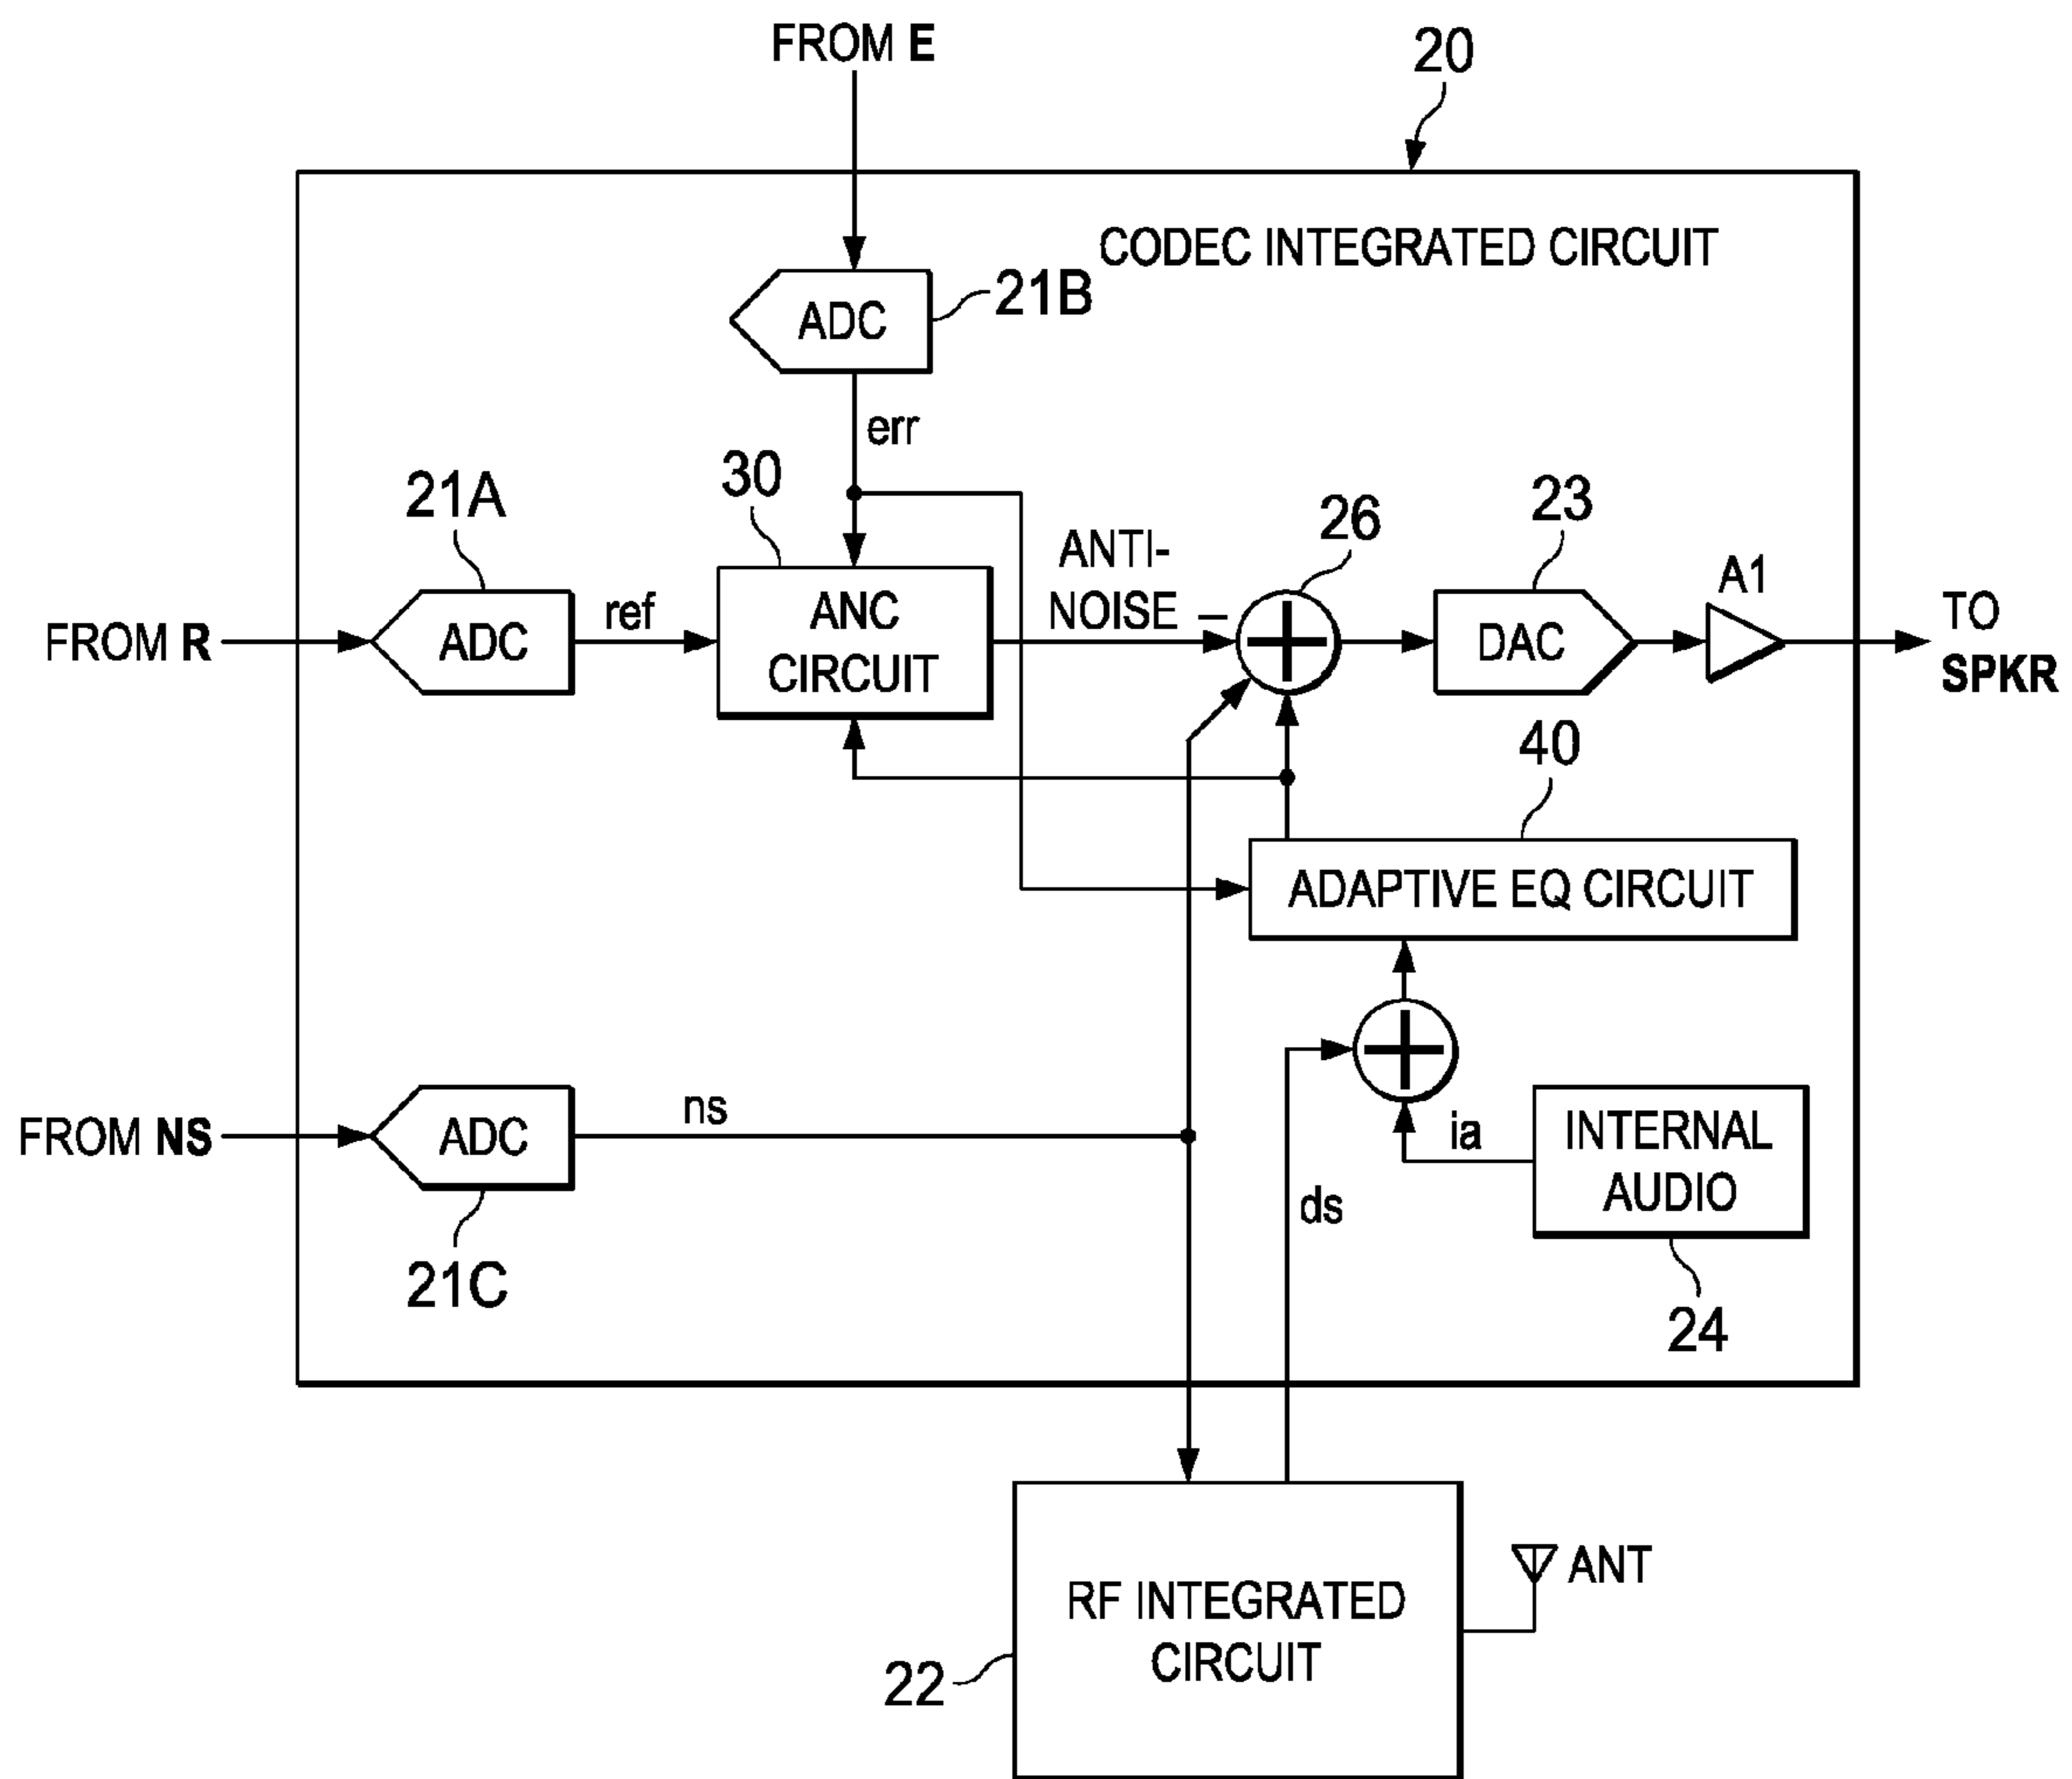 FROM E
20
CODEC INTEGRATED CIRCUIT
ADC
21B
err
30
21A
ANTI-
NOISE –
26
23
A1
FROM R
ADC
ref
ANC
CIRCUIT
DAC
TO
SPKR
40
ADAPTIVE EQ CIRCUIT
FROM NS
ADC
ns
21C
ia
INTERNAL
AUDIO
ds
24
RF INTEGRATED
CIRCUIT
ANT
22